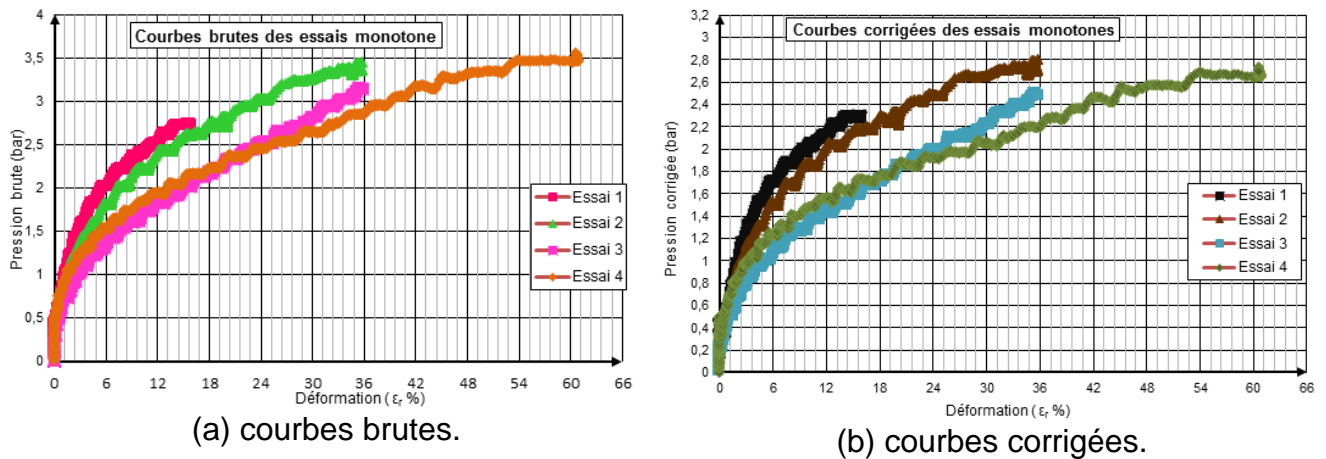 Courbes brutes des essais monotone
Pression brute (bar)
4
3,5
3
2,5
2
1,5
1
0,5
0
0 6 12 18 24 30 36 42 48 54 60 66
Déformation ( εr %)
Essai 1
Essai 2
Essai 3
Essai 4
(a) courbes brutes.
Courbes corrigées des essais monotones
Pression corrigée (bar)
3,2
3
2,8
2,6
2,4
2,2
2
1,8
1,6
1,4
1,2
1
0,8
0,6
0,4
0,2
0
0 6 12 18 24 30 36 42 48 54 60 66
Déformation ( εr %)
Essai 1
Essai 2
Essai 3
Essai 4
(b) courbes corrigées.